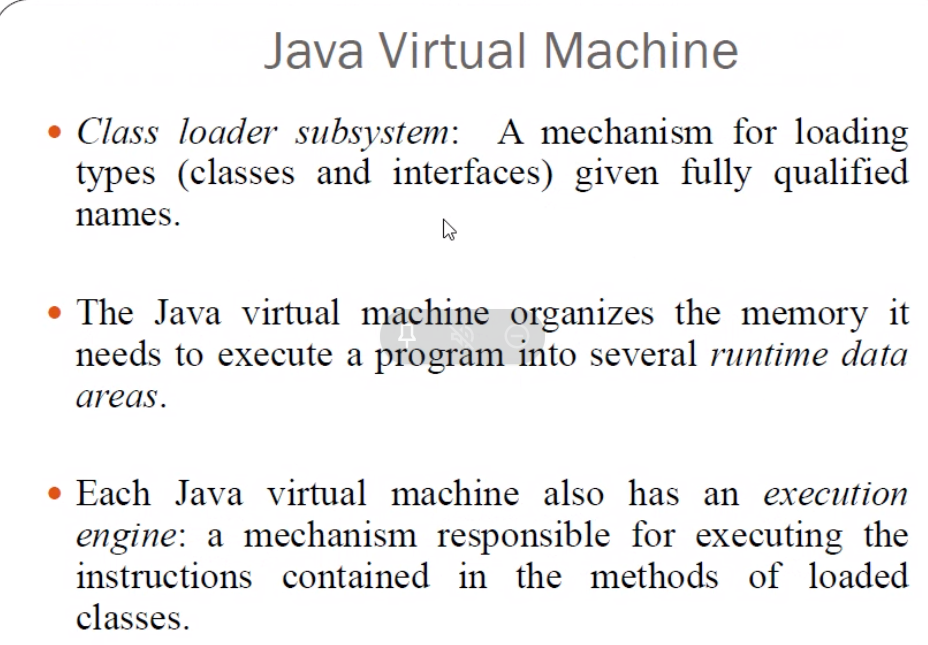 Java Virtual Machine
• Class loader subsystem: A mechanism for loading
types (classes and interfaces) given fully qualified
names.
• The Java virtual machine organizes the memory it
needs to execute a program into several runtime data
areas.
• Each Java virtual machine also has an execution
engine: a mechanism responsible for executing the
instructions contained in the methods of loaded
classes.